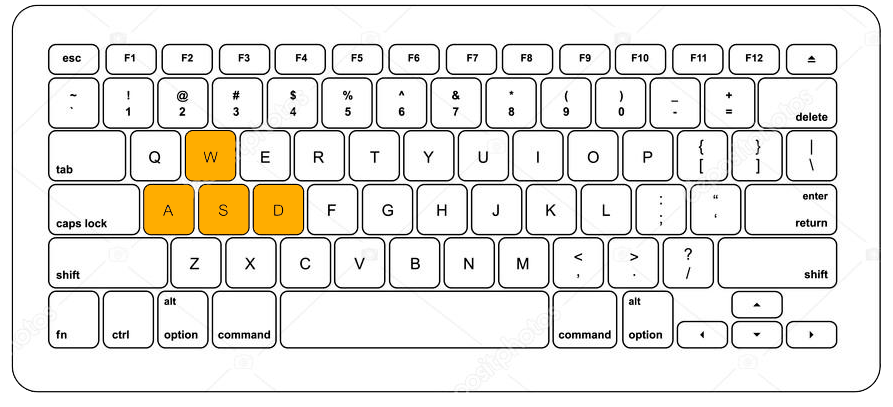 esc F1 F2 F3 F4 F5 F6 F7 F8 F9 F10 F11 F12
~ ! @ # $ % ^ & * ( ) _ +
` 1 2 3 4 5 6 7 8 9 0 - = delete
Q W E R T Y U I O P { } |
tab [ ] \
A S D F G H J K L : “ enter
caps lock ; ‘ return
Z X C V B N M < > ?
shift , . / shift
alt alt
fn ctrl option command command option